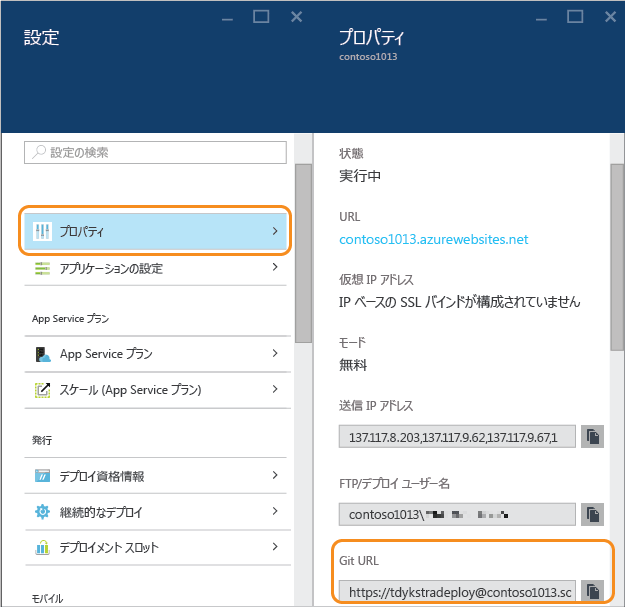 設定
設定の検索
プロパティ
アプリケーションの設定
App Service プラン
App Service プラン
スケール (App Service プラン)
発行
デプロイ資格情報
継続的なデプロイ
デプロイメント スロット
モバイル
プロパティ
contoso1013
状態
実行中
URL
contoso1013.azurewebsites.net
仮想 IP アドレス
IP ベースの SSL バインドが構成されていません
モード
無料
送信 IP アドレス
137.117.8.203,137.117.9.62,137.117.9.67,1
FTP/デプロイ ユーザー名
contoso1013\
Git URL
https://tdykstradeploy@contoso1013.sc